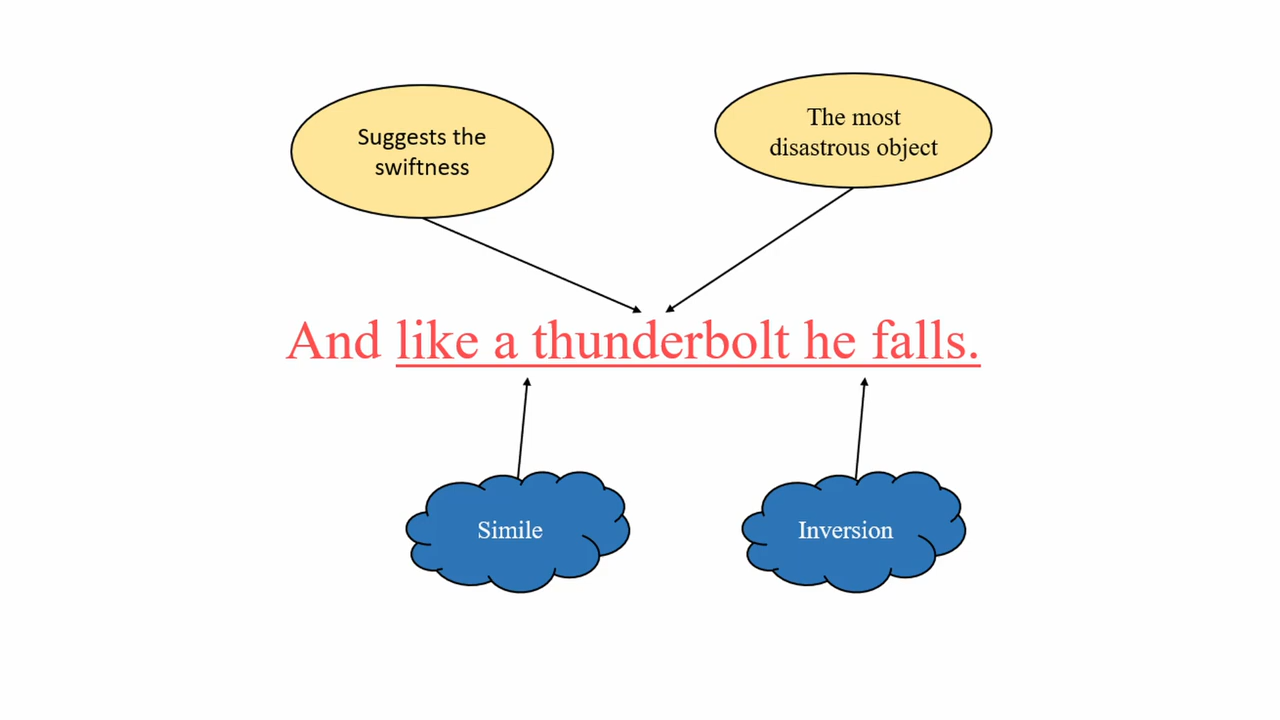 Suggests the
swiftness
The most
disastrous object
And like a thunderbolt he falls.
Simile
Inversion